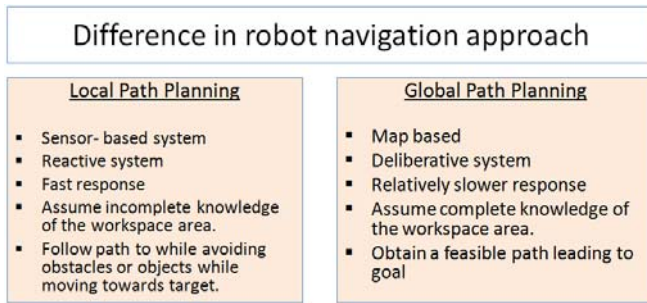 Difference in robot navigation approach
Local Path Planning
▪ Sensor- based system
▪ Reactive system
▪ Fast response
▪ Assume incomplete knowledge
of the workspace area.
▪ Follow path to while avoiding
obstacles or objects while
moving towards target.
Global Path Planning
▪ Map based
▪ Deliberative system
▪ Relatively slower response
▪ Assume complete knowledge of
the workspace area.
▪ Obtain a feasible path leading to
goal